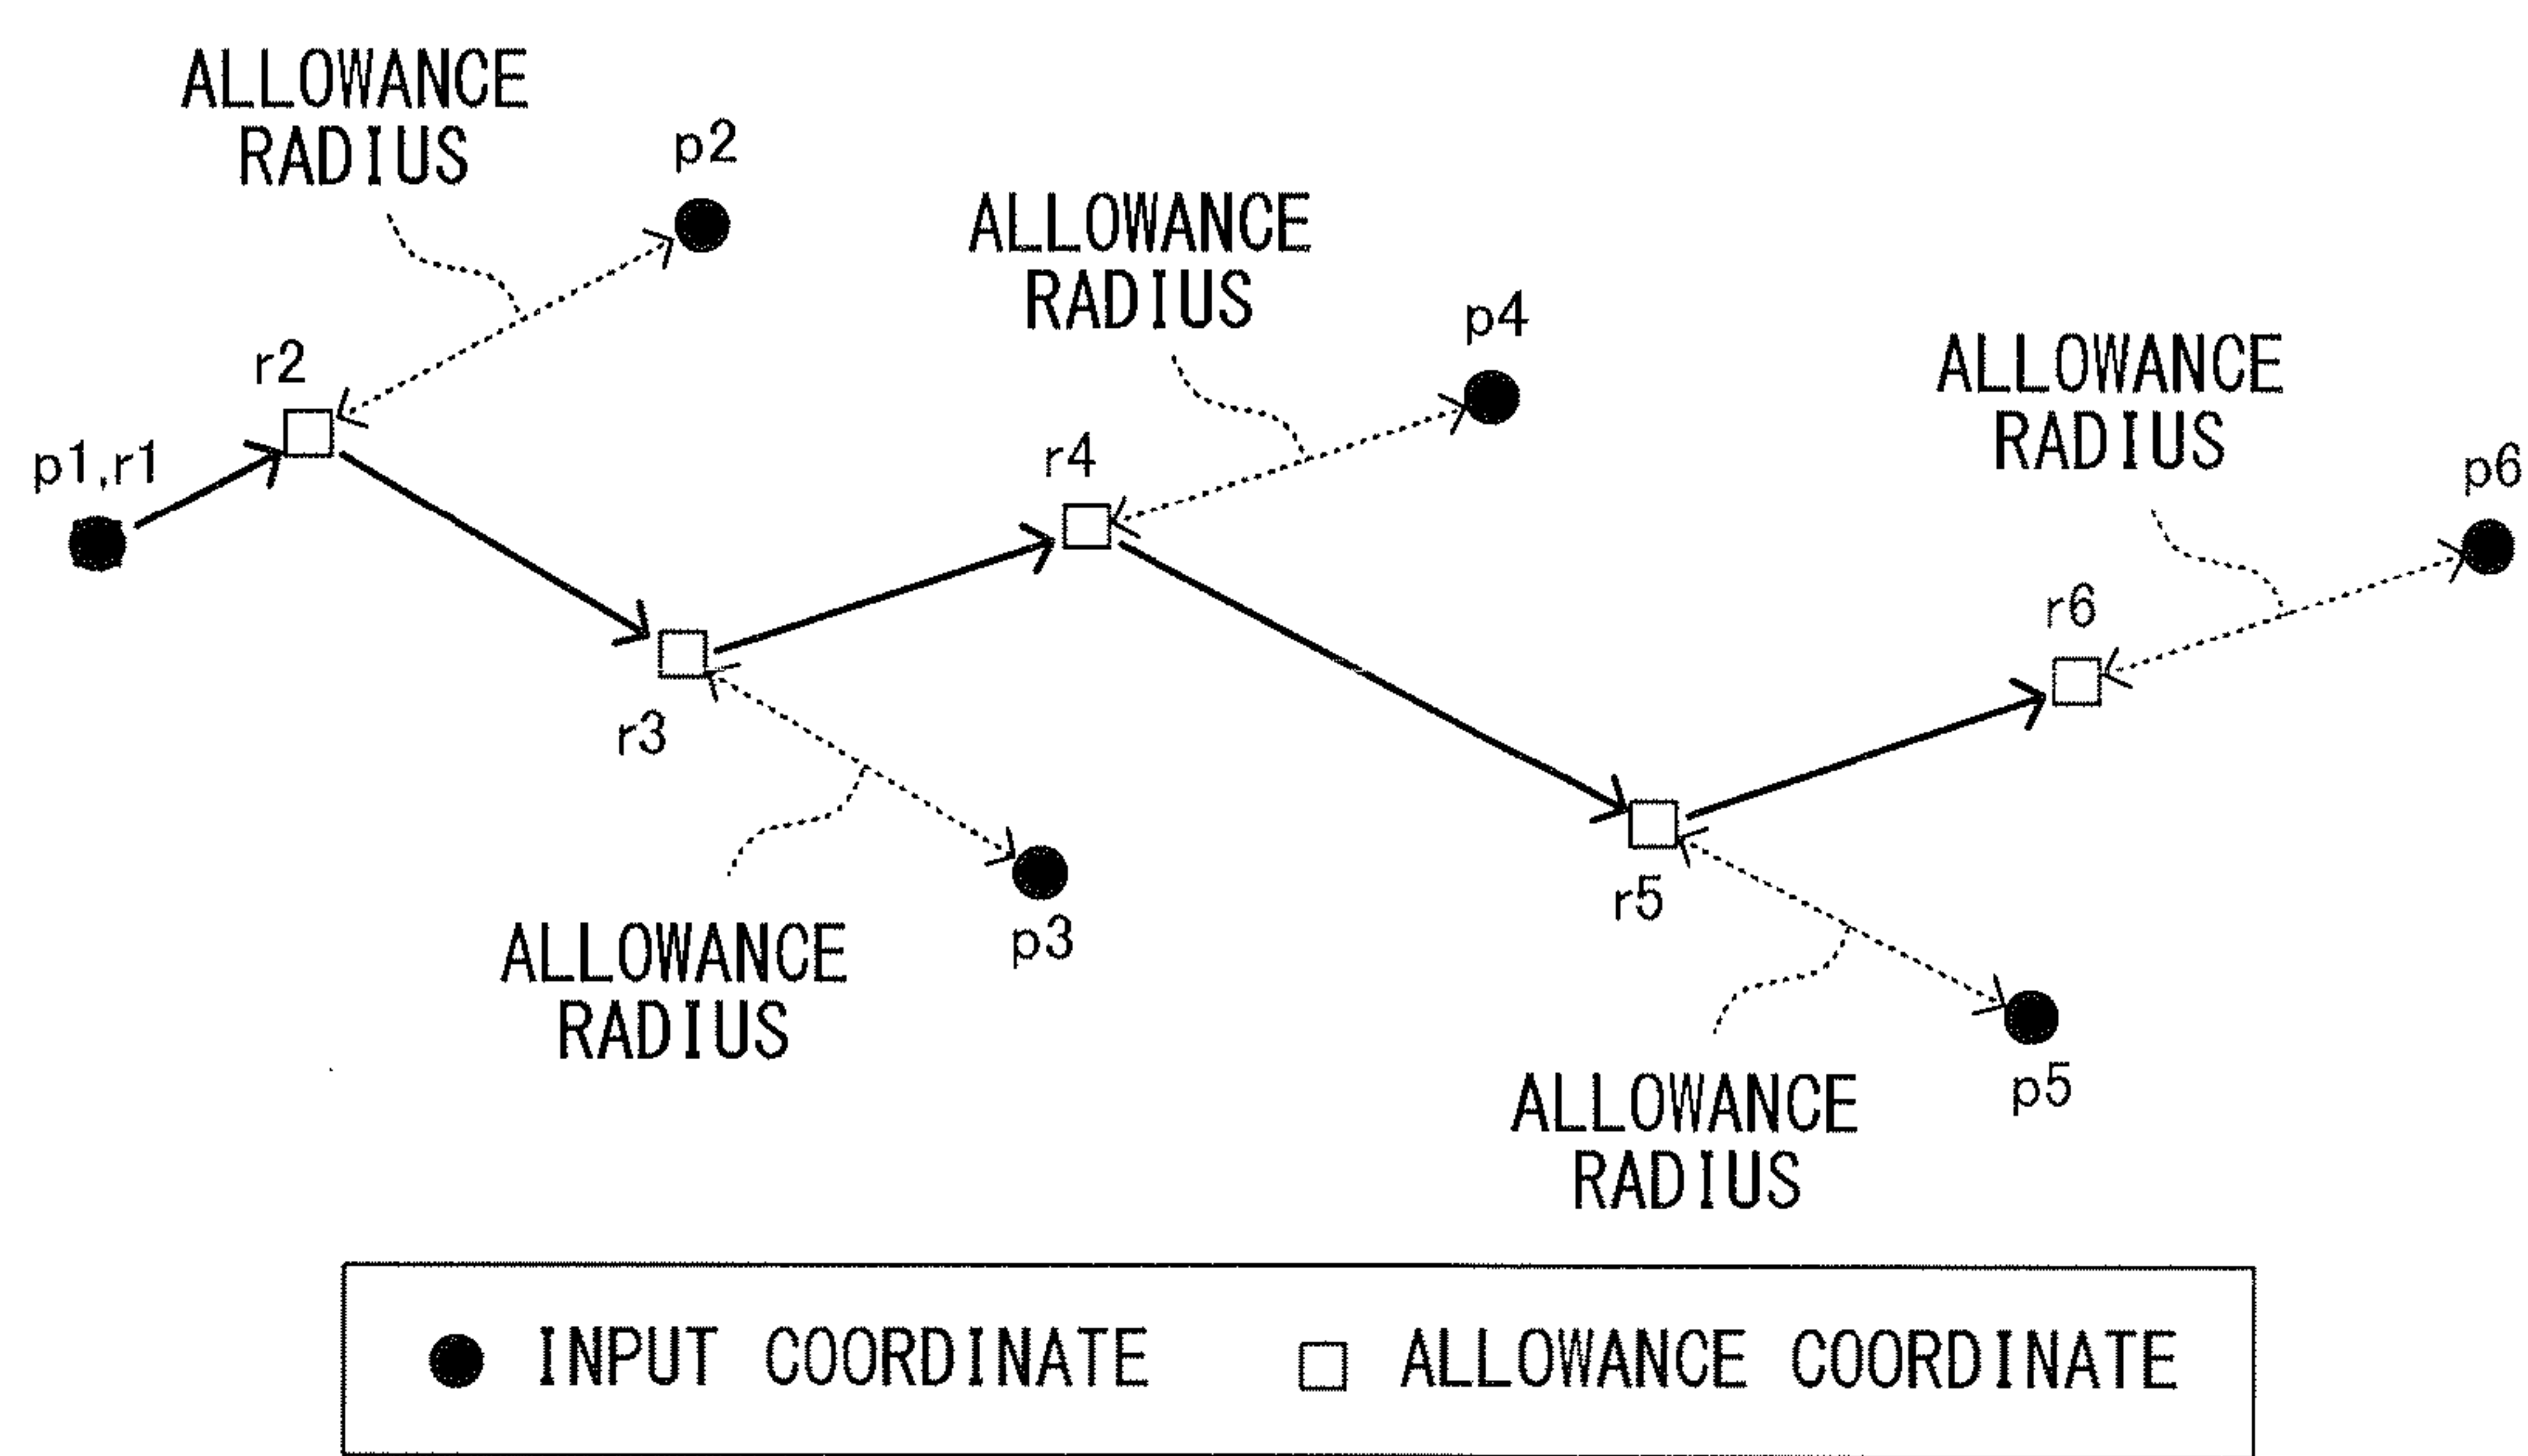 ALLOWANCE
RADIUS
p2
ALLOWANCE
RADIUS
p4
ALLOWANCE
RADIUS
r2
p1,r1
r4
p6
r6
r3
r5
ALLOWANCE
RADIUS
p3
ALLOWANCE
RADIUS
p5
INPUT COORDINATE
ALLOWANCE COORDINATE